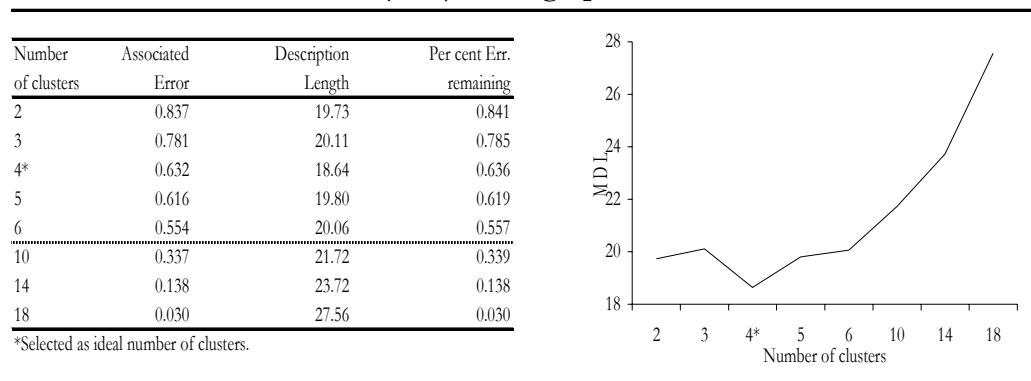 Number Associated Description Per cent Err.
of clusters Error Length remaining
2 0.837 19.73 0.841
3 0.781 20.11 0.785
4* 0.632 18.64 0.636
5 0.616 19.80 0.619
6 0.554 20.06 0.557
10 0.337 21.72 0.339
14 0.138 23.72 0.138
18 0.030 27.56 0.030
*Selected as ideal number of clusters.
28
26
24
22
20
18
MDL
2 3 4* 5 6 10 14 18
Number of clusters